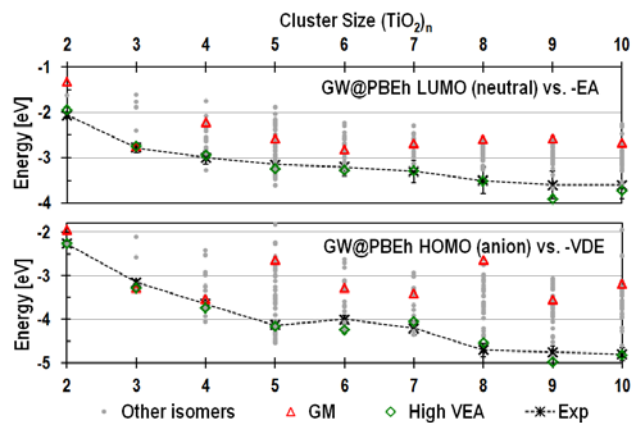 Cluster Size (TiO2)n
2 3 4 5 6 7 8 9 10
-1
GW@PBEh LUMO (neutral) vs. -EA
-2
Energy [eV]
-3
-4
GW@PBEh HOMO (anion) vs. -VDE
-2
Energy [eV]
-3
-4
-5
2 3 4 5 6 7 8 9 10
Other isomers GM High VEA Exp